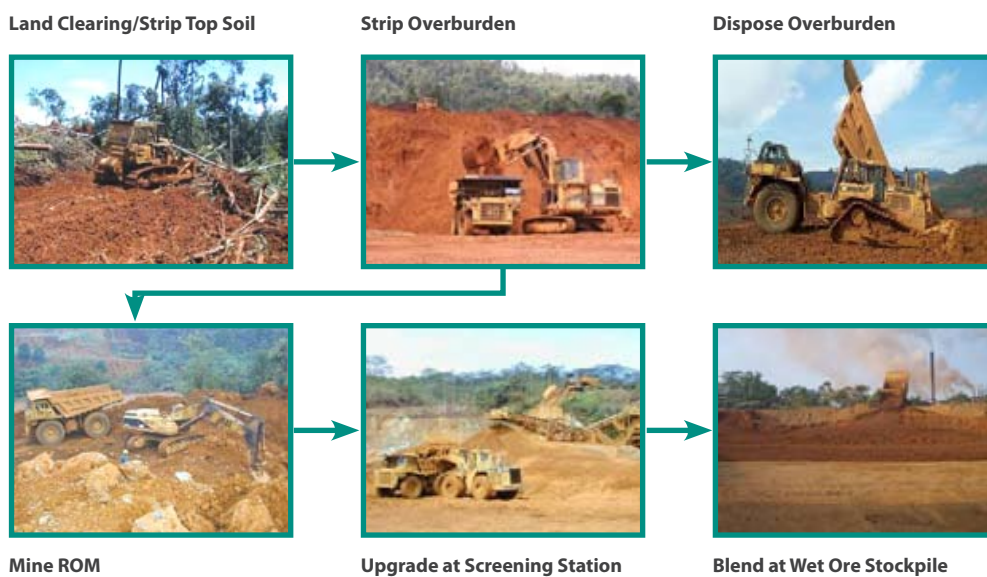 Land Clearing/Strip Top Soil
Strip Overburden
Dispose Overburden
Mine ROM
Upgrade at Screening Station
Blend at Wet Ore Stockpile